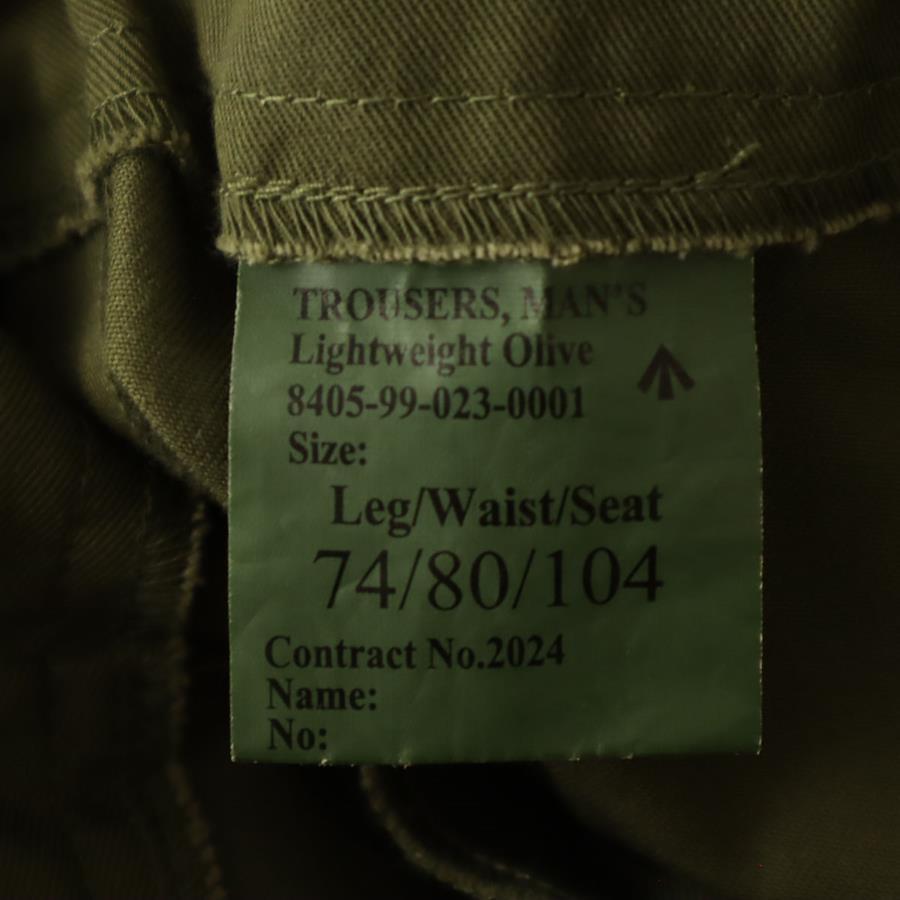 TROUSERS, MAN'S
Lightweight Olive
8405-99-023-0001
Size:
Leg/Waist/Seat
74/80/104
Contract No.2024
Name:
No: